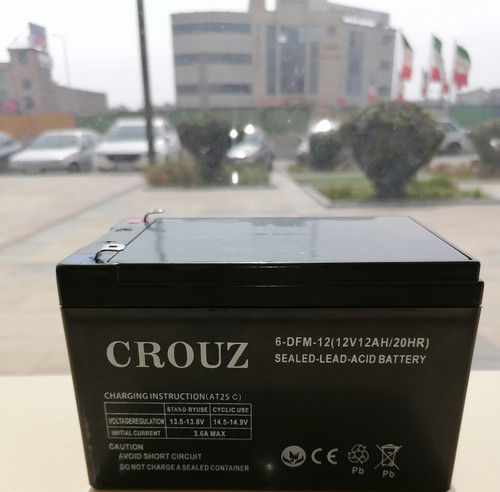 CROUZ
6-DFM-12(12V12AH/20HR)
SEALED-LEAD-ACID BATTERY
CHARGING INSTRUCTION(AT25 C)
STAND-BYUSE CYCLIC USE
VOLTAGEREGULATION 13.5-13.8V 14.5-14.9V
INITIAL CURRENT 3.6A MAX
CAUTION
AVOID SHORT CIRCUIT
DO NOT CHARGE A SEALED CONTAINER
CE
Pb Pb